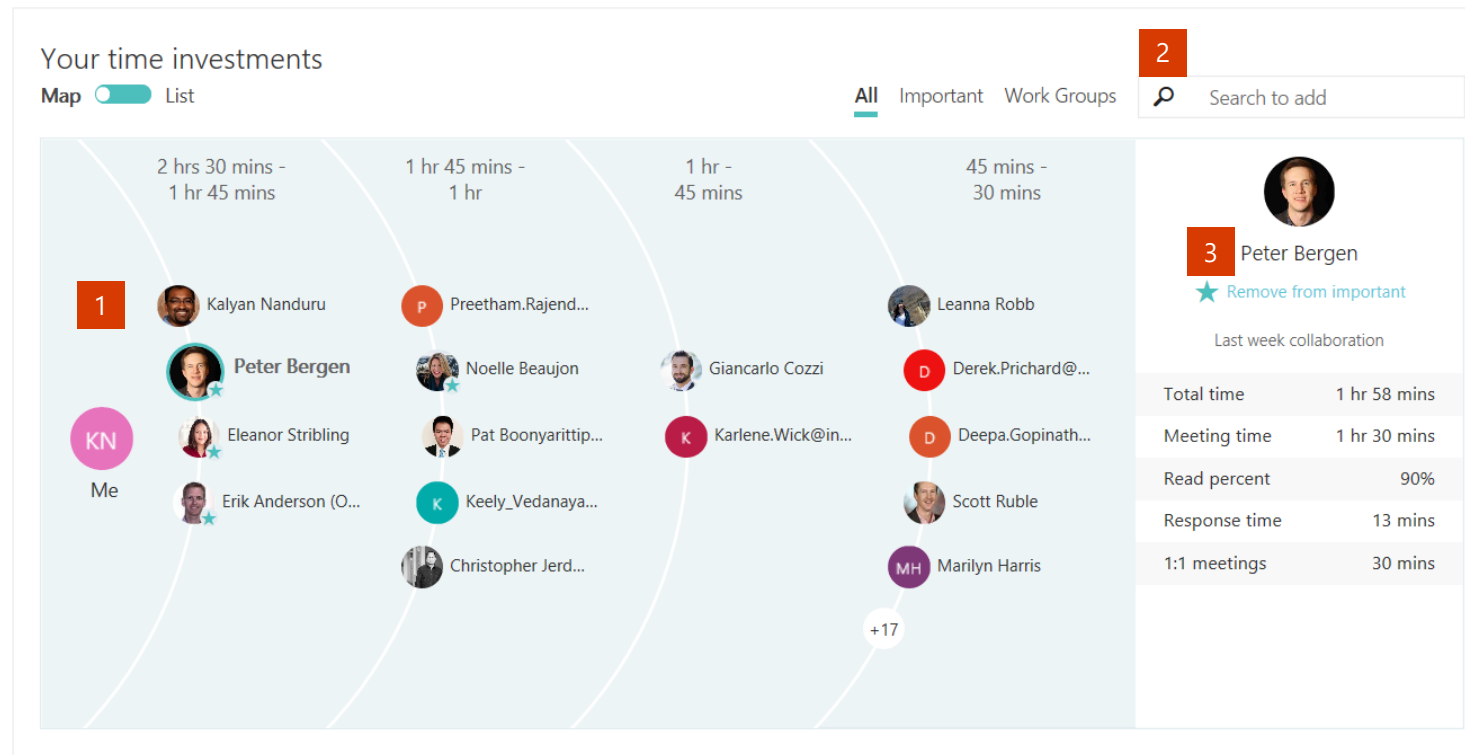 Your time investments
2
Map List
All Important Work Groups
Search to add
2 hrs 30 mins -
1 hr 45 mins
1 hr 45 mins -
1 hr
1 hr -
45 mins
45 mins -
30 mins
3 Peter Bergen
Remove from important
Last week collaboration
Total time 1 hr 58 mins
Meeting time 1 hr 30 mins
Read percent 90%
Response time 13 mins
1:1 meetings 30 mins
1
KN
Me
Kalyan Nanduru
Peter Bergen
Eleanor Stribling
Erik Anderson (O...
P Preetham.Rajend...
Noelle Beaujon
Pat Boonyarittip...
K Keely_Vedanaya...
Christopher Jerd...
Giancarlo Cozzi
K Karlene.Wick@in...
Leanna Robb
D Derek.Prichard@...
D Deepa.Gopinath...
Scott Ruble
MH Marilyn Harris
+17